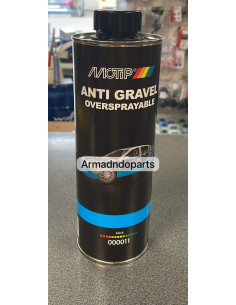 MOTIP
ANTI GRAVEL
OVERSPRAYABLE
Armadndoparts
000011